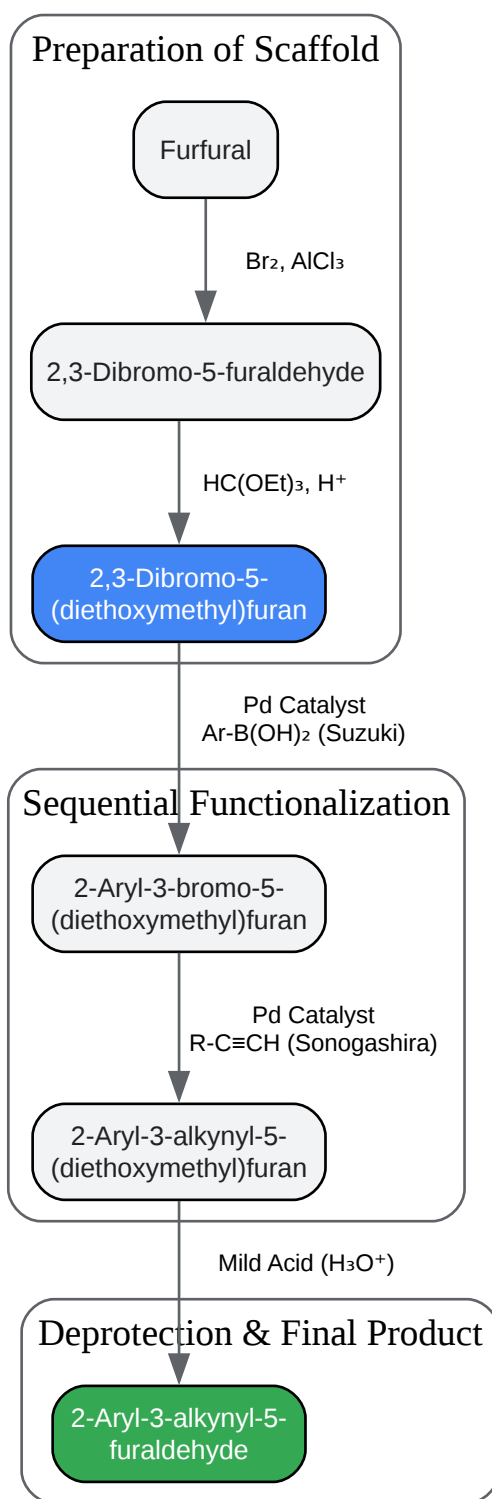 Preparation of Scaffold
Furfural
Br₂, AlCl₃
2,3-Dibromo-5-furaldehyde
HC(OEt)₃, H⁺
2,3-Dibromo-5-
(diethoxymethyl)furan
Pd Catalyst
Ar-B(OH)₂ (Suzuki)
Sequential Functionalization
2-Aryl-3-bromo-5-
(diethoxymethyl)furan
Pd Catalyst
R-C≡CH (Sonogashira)
2-Aryl-3-alkynyl-5-
(diethoxymethyl)furan
Mild Acid (H₃O⁺)
Deprotection & Final Product
2-Aryl-3-alkynyl-5-
furaldehyde